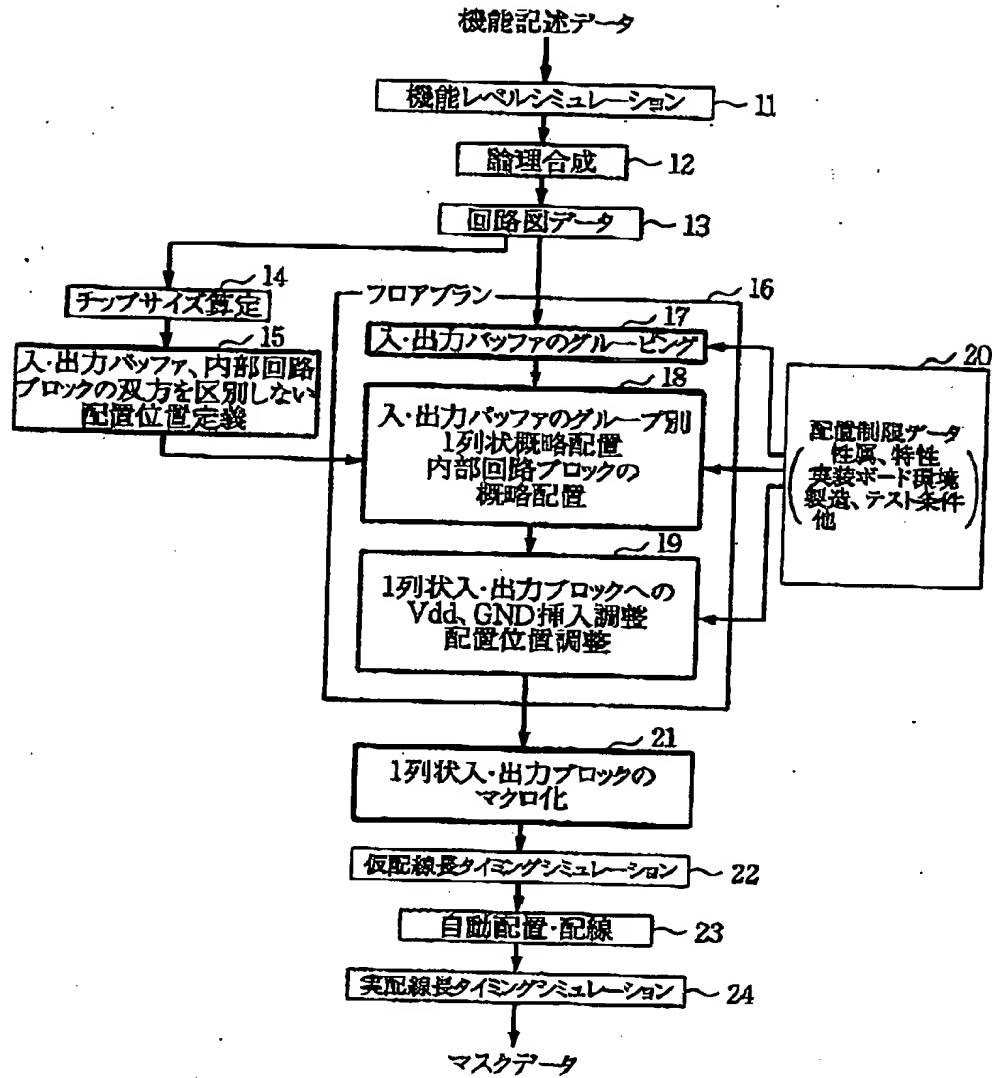 機能記述データ
機能レベルシミュレーション
11
論理合成
12
回路図データ
13
14
チップサイズ算定
15
入・出力バッファ、内部回路
ブロックの双方を区別しない
配置位置定義
フロアプラン
16
17
入・出力バッファのグルーピング
18
入・出力バッファのグループ別
1列状概略配置
内部回路ブロックの
概略配置
19
1列状入・出力ブロックへの
Vdd、GND挿入調整
配置位置調整
20
配置制限データ
性属、特性
実装ボード環境
製造、テスト条件
他
21
1列状入・出力ブロックの
マクロ化
仮配線長タイミングシミュレーション
22
自動配置・配線
23
実配線長タイミングシミュレーション
24
マスクデータ